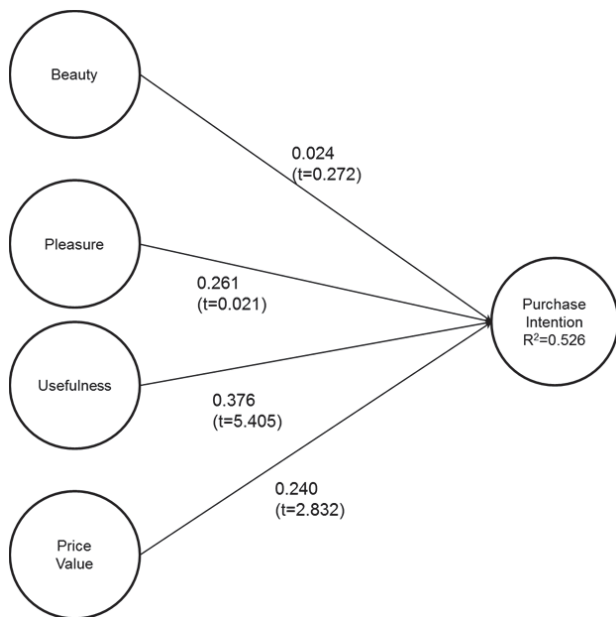 Beauty
0.024
(t=0.272)
Pleasure
0.261
(t=0.021)
Purchase
Intention
R²=0.526
Usefulness
0.376
(t=5.405)
0.240
(t=2.832)
Price
Value